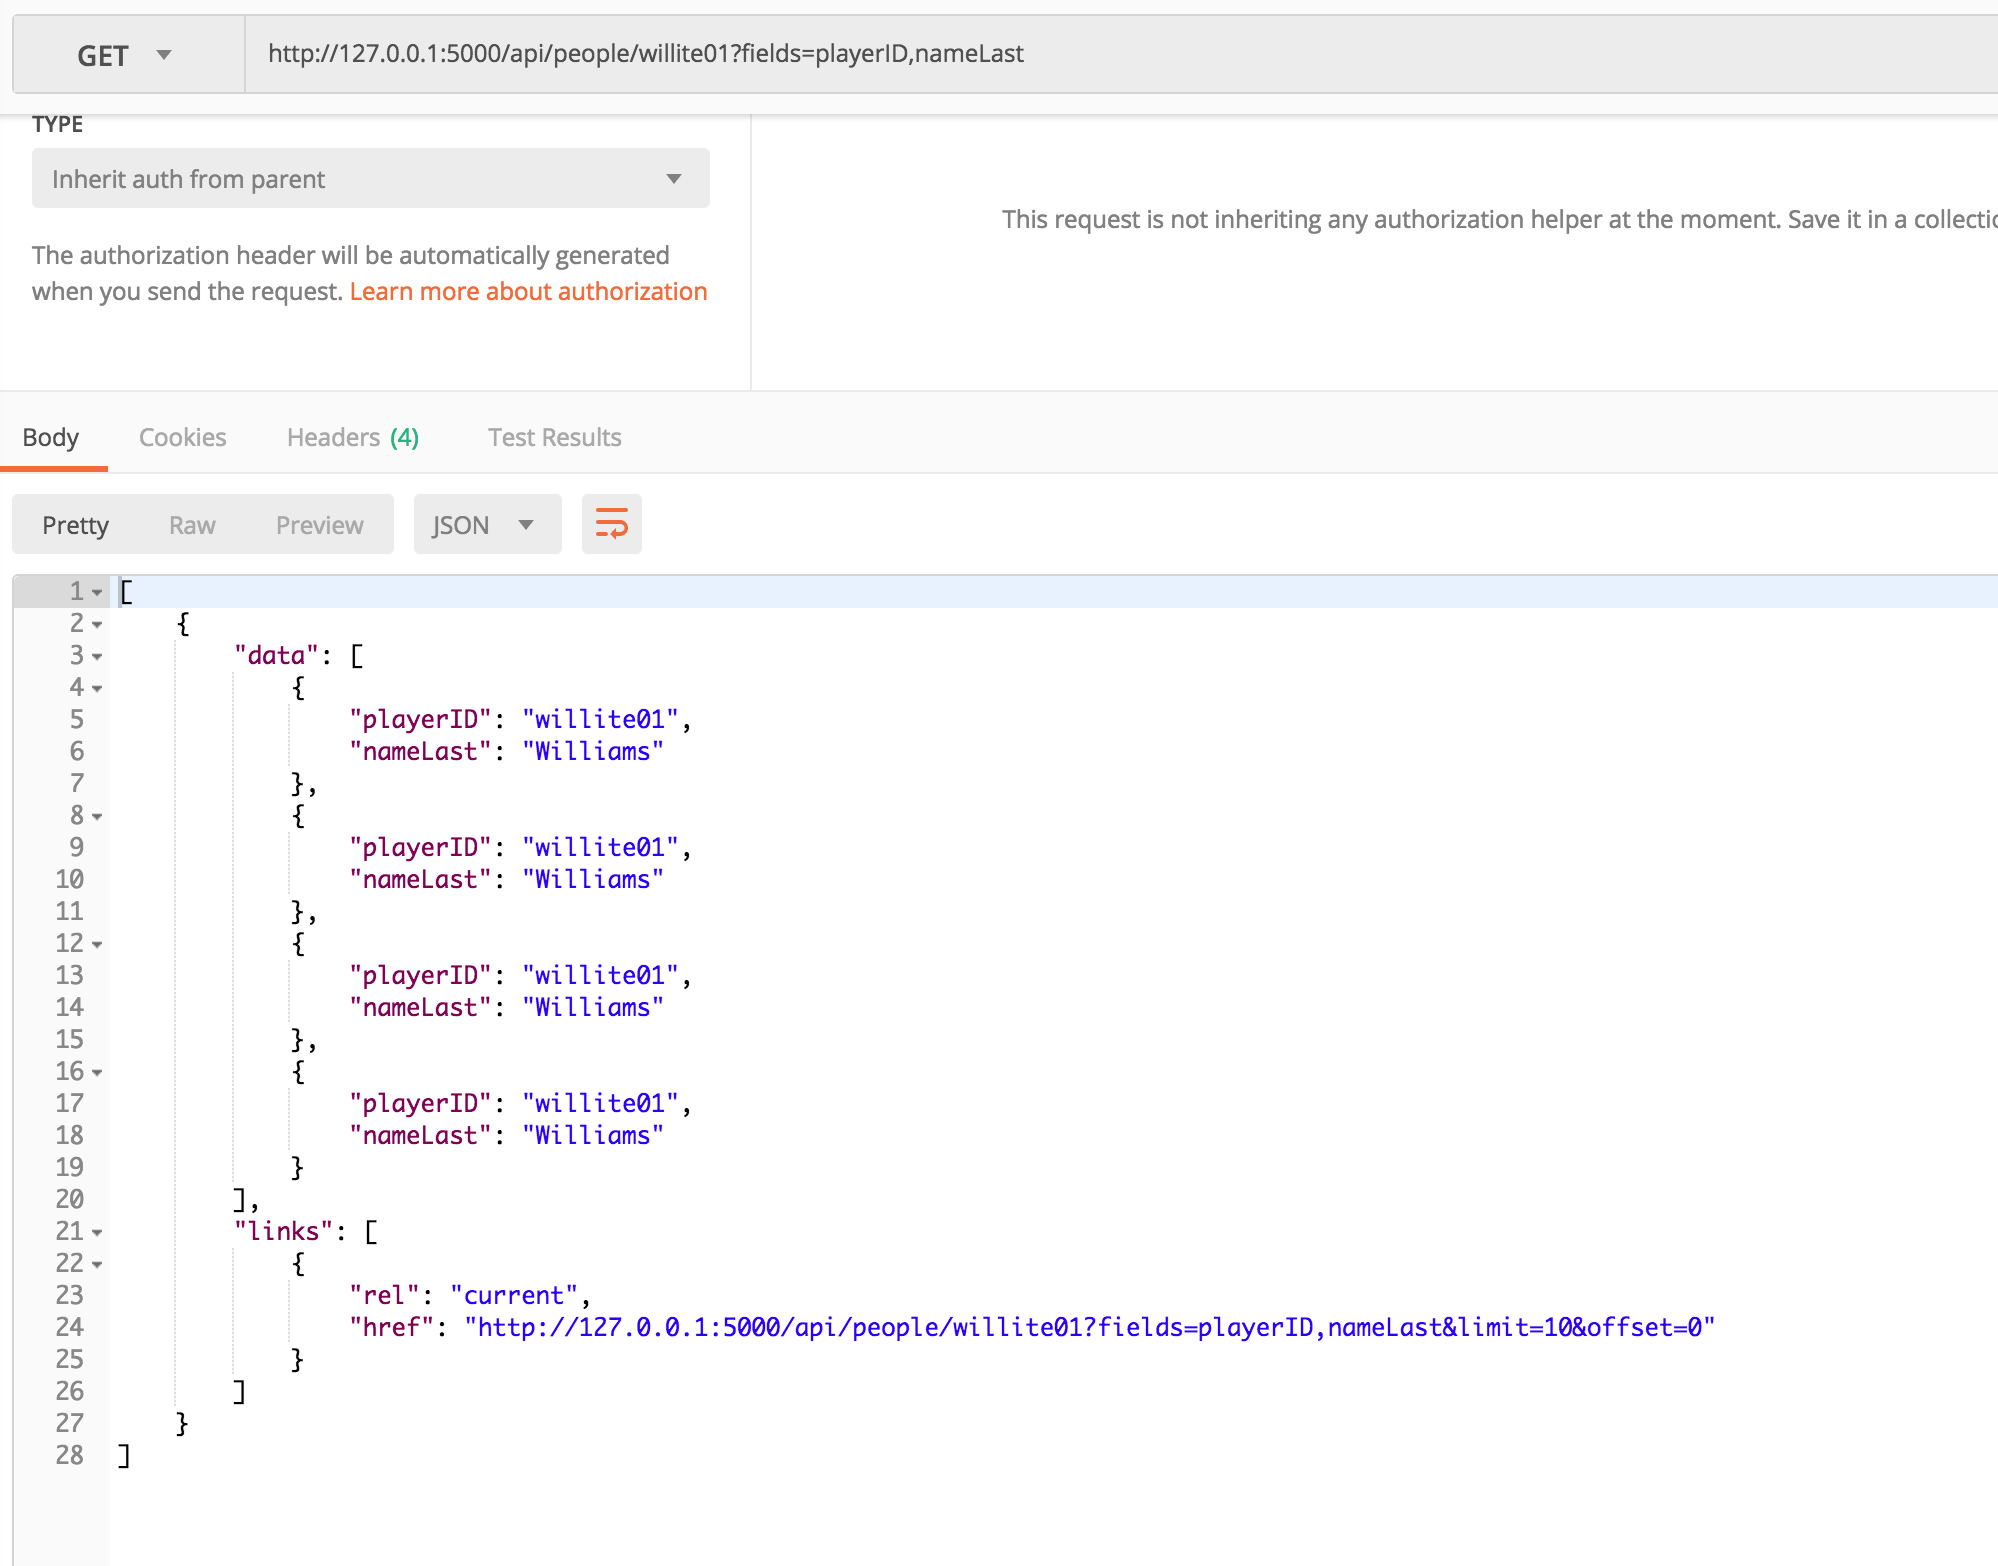 GET http://127.0.0.1:5000/api/people/willite01?fields=playerID,nameLast
TYPE
Inherit auth from parent
The authorization header will be automatically generated
when you send the request. Learn more about authorization
This request is not inheriting any authorization helper at the moment. Save it in a
Body Cookies Headers (4) Test Results
Pretty Raw Preview JSON
1 [
2 {
3 "data": [
4 {
5 "playerID": "willite01",
6 "nameLast": "Williams"
7 },
8 {
9 "playerID": "willite01",
10 "nameLast": "Williams"
11 },
12 {
13 "playerID": "willite01",
14 "nameLast": "Williams"
15 },
16 {
17 "playerID": "willite01",
18 "nameLast": "Williams"
19 }
20 ],
21 "links": [
22 {
23 "rel": "current",
24 "href": "http://127.0.0.1:5000/api/people/willite01?fields=playerID,nameLast&limit=10&offset=0"
25 }
26 ]
27 }
28 ]